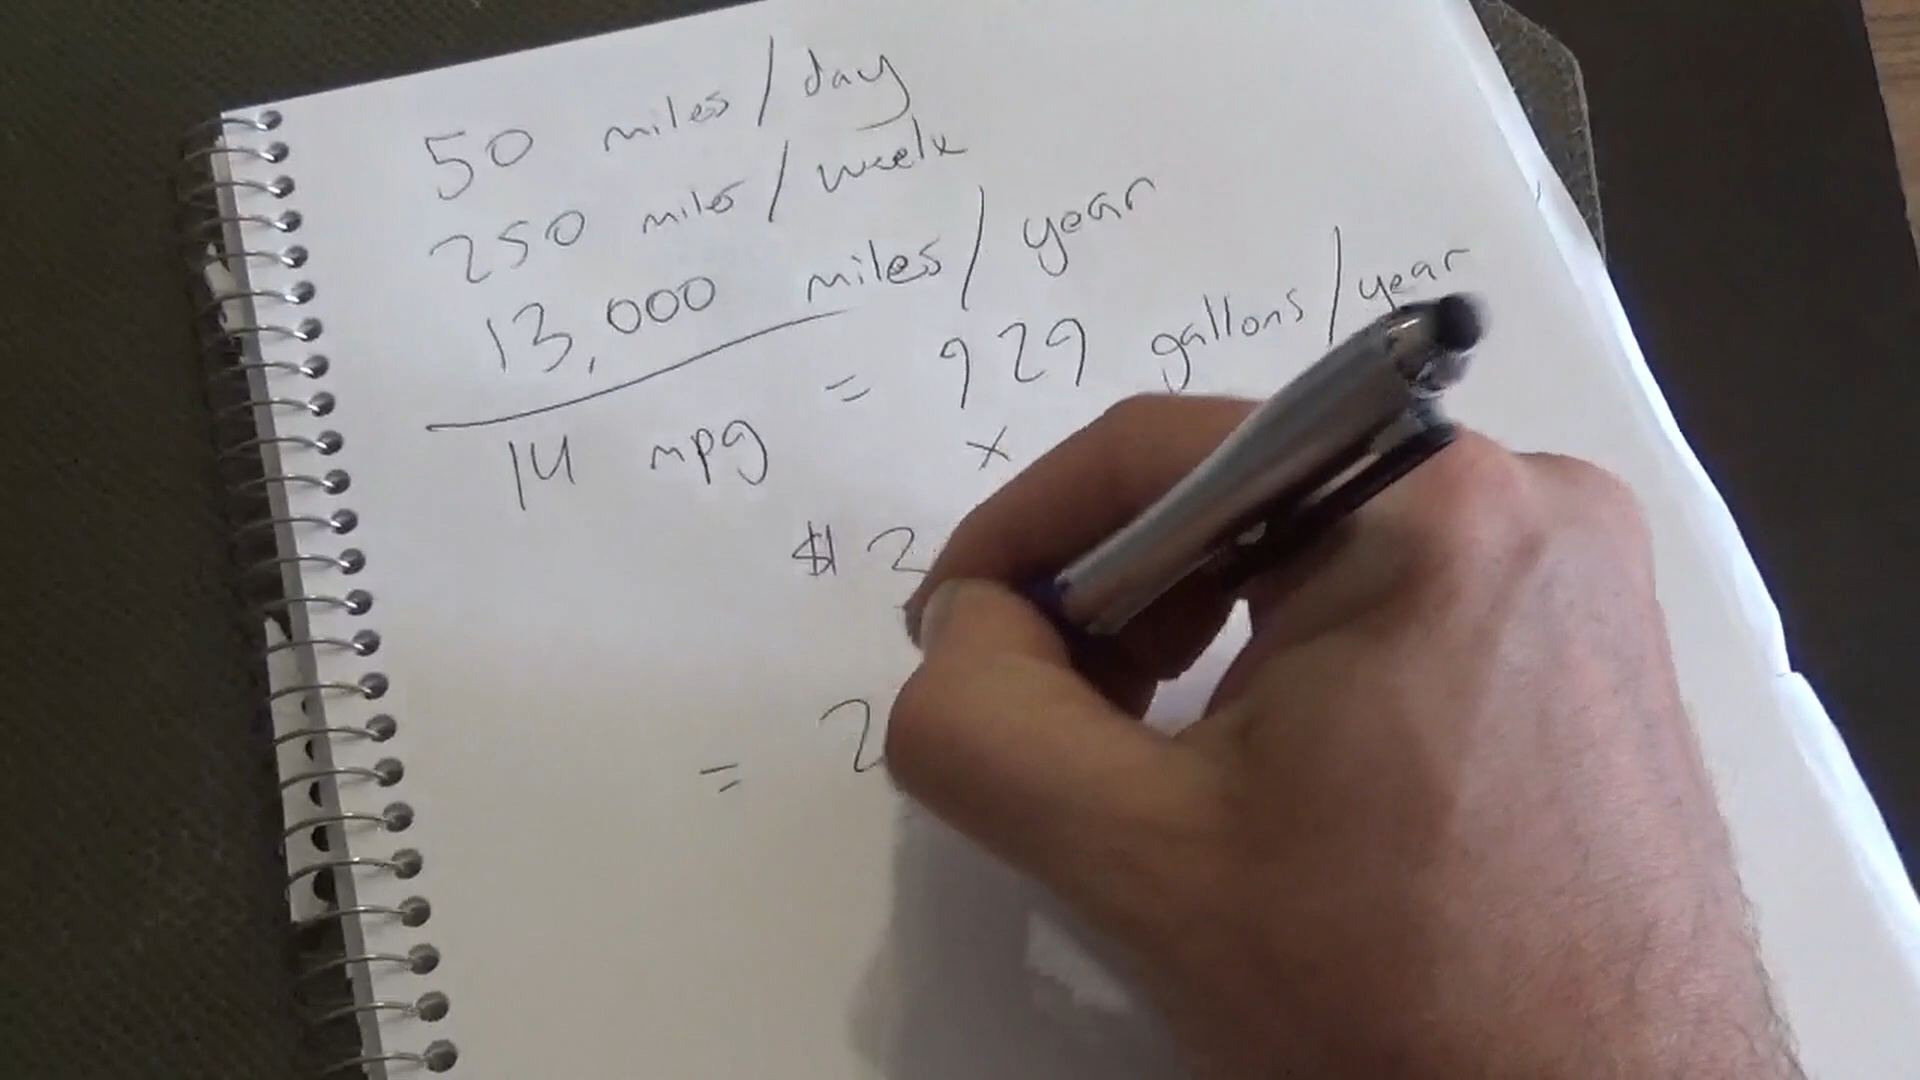 50 miles/day
250 miles/week
13,000 miles/year
14 mpg = 929 gallons/year
x
$
= 2